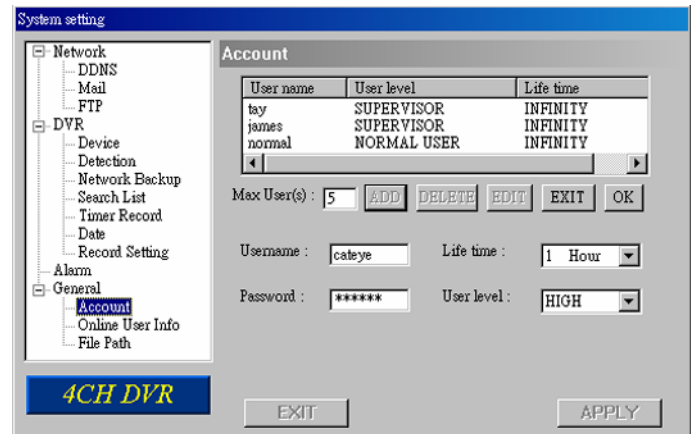 System setting
Network
DDNS
Mail
FTP
DVR
Device
Detection
Network Backup
Search List
Timer Record
Date
Record Setting
Alarm
General
Account
Online User Info
File Path
4CH DVR
Account
User name User level Life time
tay SUPERVISOR INFINITY
james SUPERVISOR INFINITY
normal NORMAL USER INFINITY
Max User(s) : 5 ADD DELETE EDIT EXIT OK
Username : cateye Life time : 1 Hour
Password : ****** User level : HIGH
EXIT APPLY